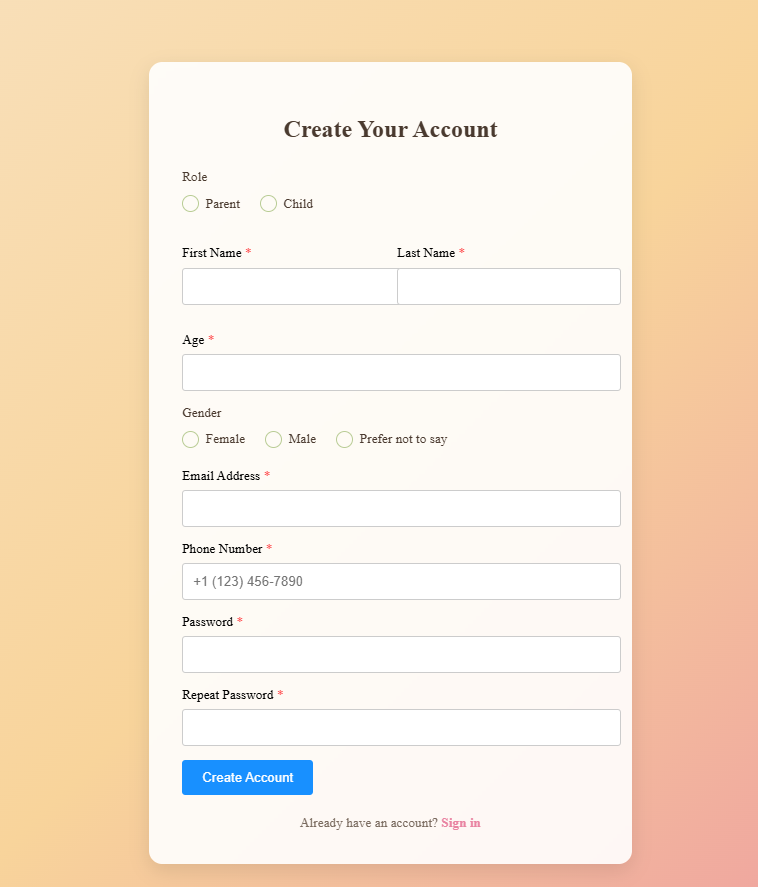 Create Your Account
Role
Parent Child
First Name * Last Name *
Age *
Gender
Female Male Prefer not to say
Email Address *
Phone Number *
+1 (123) 456-7890
Password *
Repeat Password *
Create Account
Already have an account? Sign in